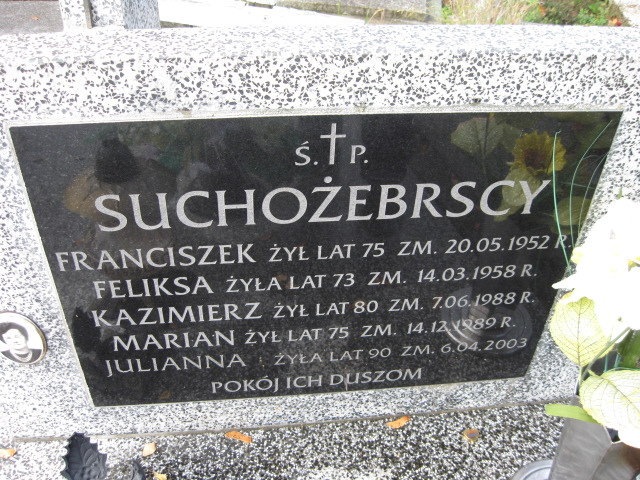 Ś. P.
SUCHOŻEBRSCY
FRANCISZEK ŻYŁ LAT 75 ZM. 20.05.1952 R.
FELIKSA ŻYŁA LAT 73 ZM. 14.03.1958 R.
KAZIMIERZ ŻYŁ LAT 80 ZM. 7.06.1988 R.
MARIAN ŻYŁ LAT 75 ZM. 14.12.1989 R.
JULIANNA ŻYŁA LAT 90 ZM. 6.04.2003
POKÓJ ICH DUSZOM